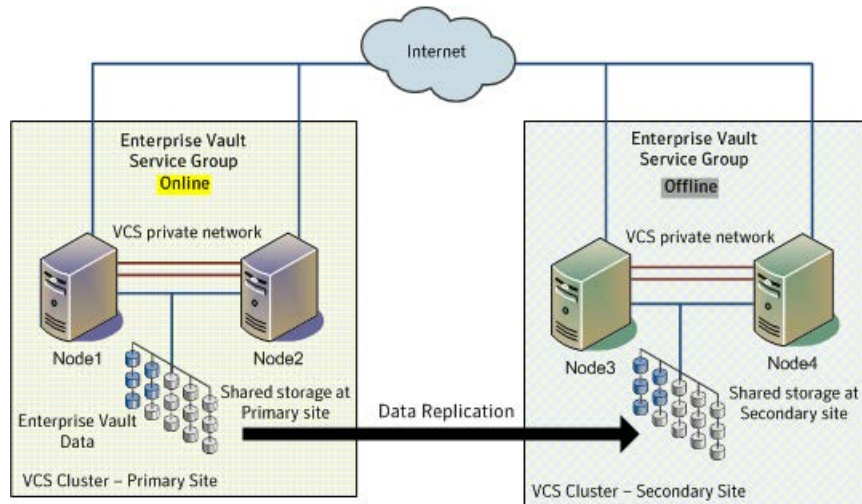 Internet
Enterprise Vault
Service Group
Online
VCS private network
Node1
Node2
Enterprise Vault
Data
Shared storage at
Primary site
VCS Cluster – Primary Site
Data Replication
Enterprise Vault
Service Group
Offline
VCS private network
Node3
Node4
Shared storage at
Secondary site
VCS Cluster – Secondary Site